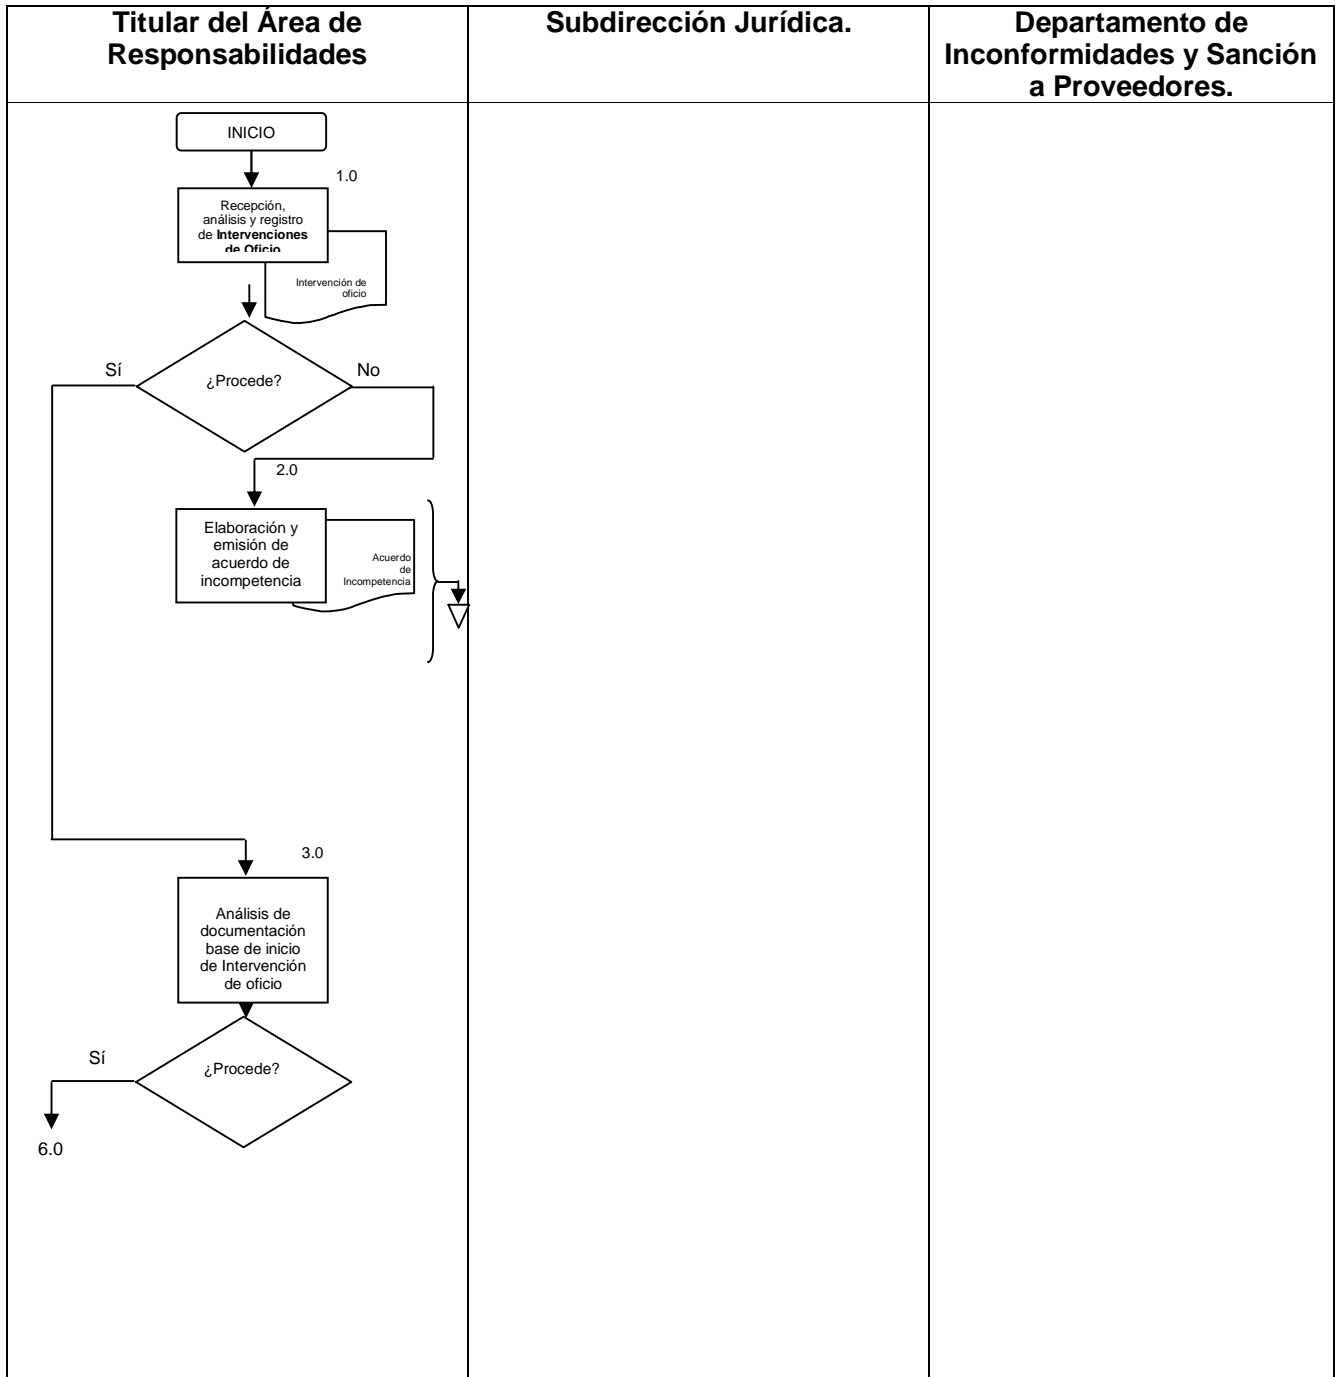 Titular del Área de
Responsabilidades
Subdirección Jurídica.
Departamento de
Inconformidades y Sanción
a Proveedores.
INICIO
1.0
Recepción,
análisis y registro
de Intervenciones
de Oficio
Intervención de
oficio
Sí
¿Procede?
No
2.0
Elaboración y
emisión de
acuerdo de
incompetencia
Acuerdo
de
Incompetencia
3.0
Análisis de
documentación
base de inicio
de Intervención
de oficio
Sí
¿Procede?
6.0